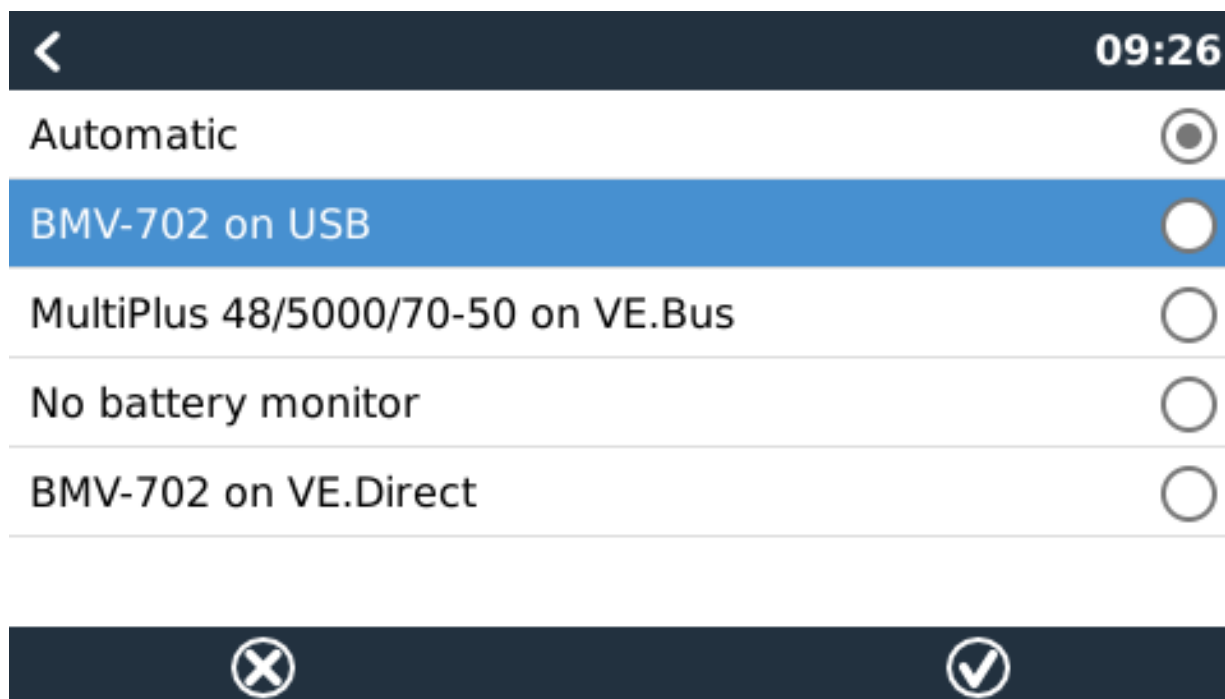 09:26
Automatic
BMV-702 on USB
MultiPlus 48/5000/70-50 on VE.Bus
No battery monitor
BMV-702 on VE.Direct